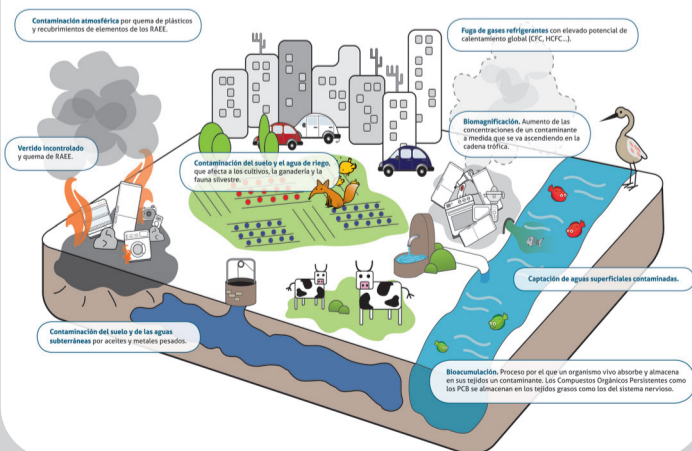 Contaminación atmosférica por quema de plásticos
y recubrimientos de elementos de los RAEE.
Fuga de gases refrigerantes con elevado potencial de
calentamiento global (CFC, HCFC...).
Biomagnificación. Aumento de las
concentraciones de un contaminante
a medida que se va ascendiendo en la
cadena trófica.
Vertido incontrolado
y quema de RAEE.
Contaminación del suelo y el agua de riego,
que afecta a los cultivos, la ganadería y la
fauna silvestre.
Captación de aguas superficiales contaminadas.
Contaminación del suelo y de las aguas
subterráneas por aceites y metales pesados.
Bioacumulación. Proceso por el que un organismo vivo absorbe y almacena
en sus tejidos un contaminante. Los Compuestos Orgánicos Persistentes como
los PCB se almacenan en los tejidos grasos como los del sistema nervioso.